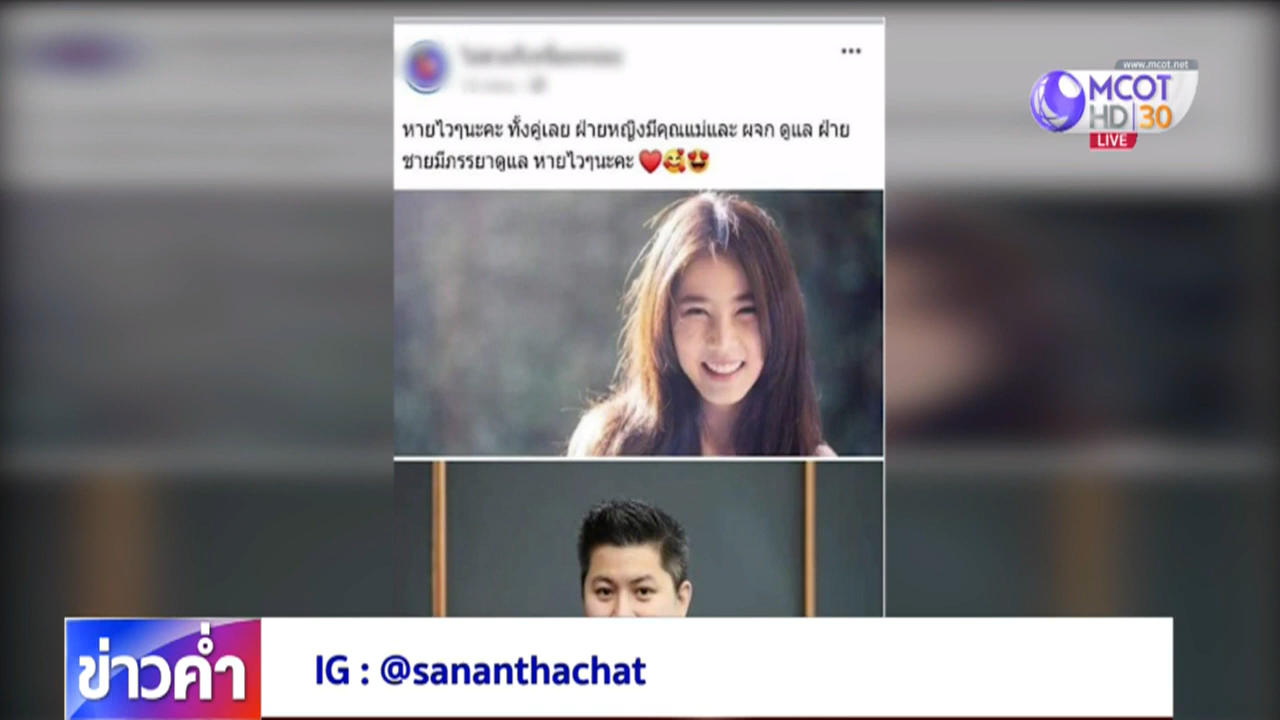 www.mcot.net
MCOT
HD 30
LIVE
หายไวๆนะคะ ทั้งคู่เลย ฝ่ายหญิงมีคุณแม่และ ผจก ดูแล ฝ่าย
ชายมีภรรยาดูแล หายไวๆนะคะ ❤️🥰😍
ข่าวค่ำ
IG : @sananthachat